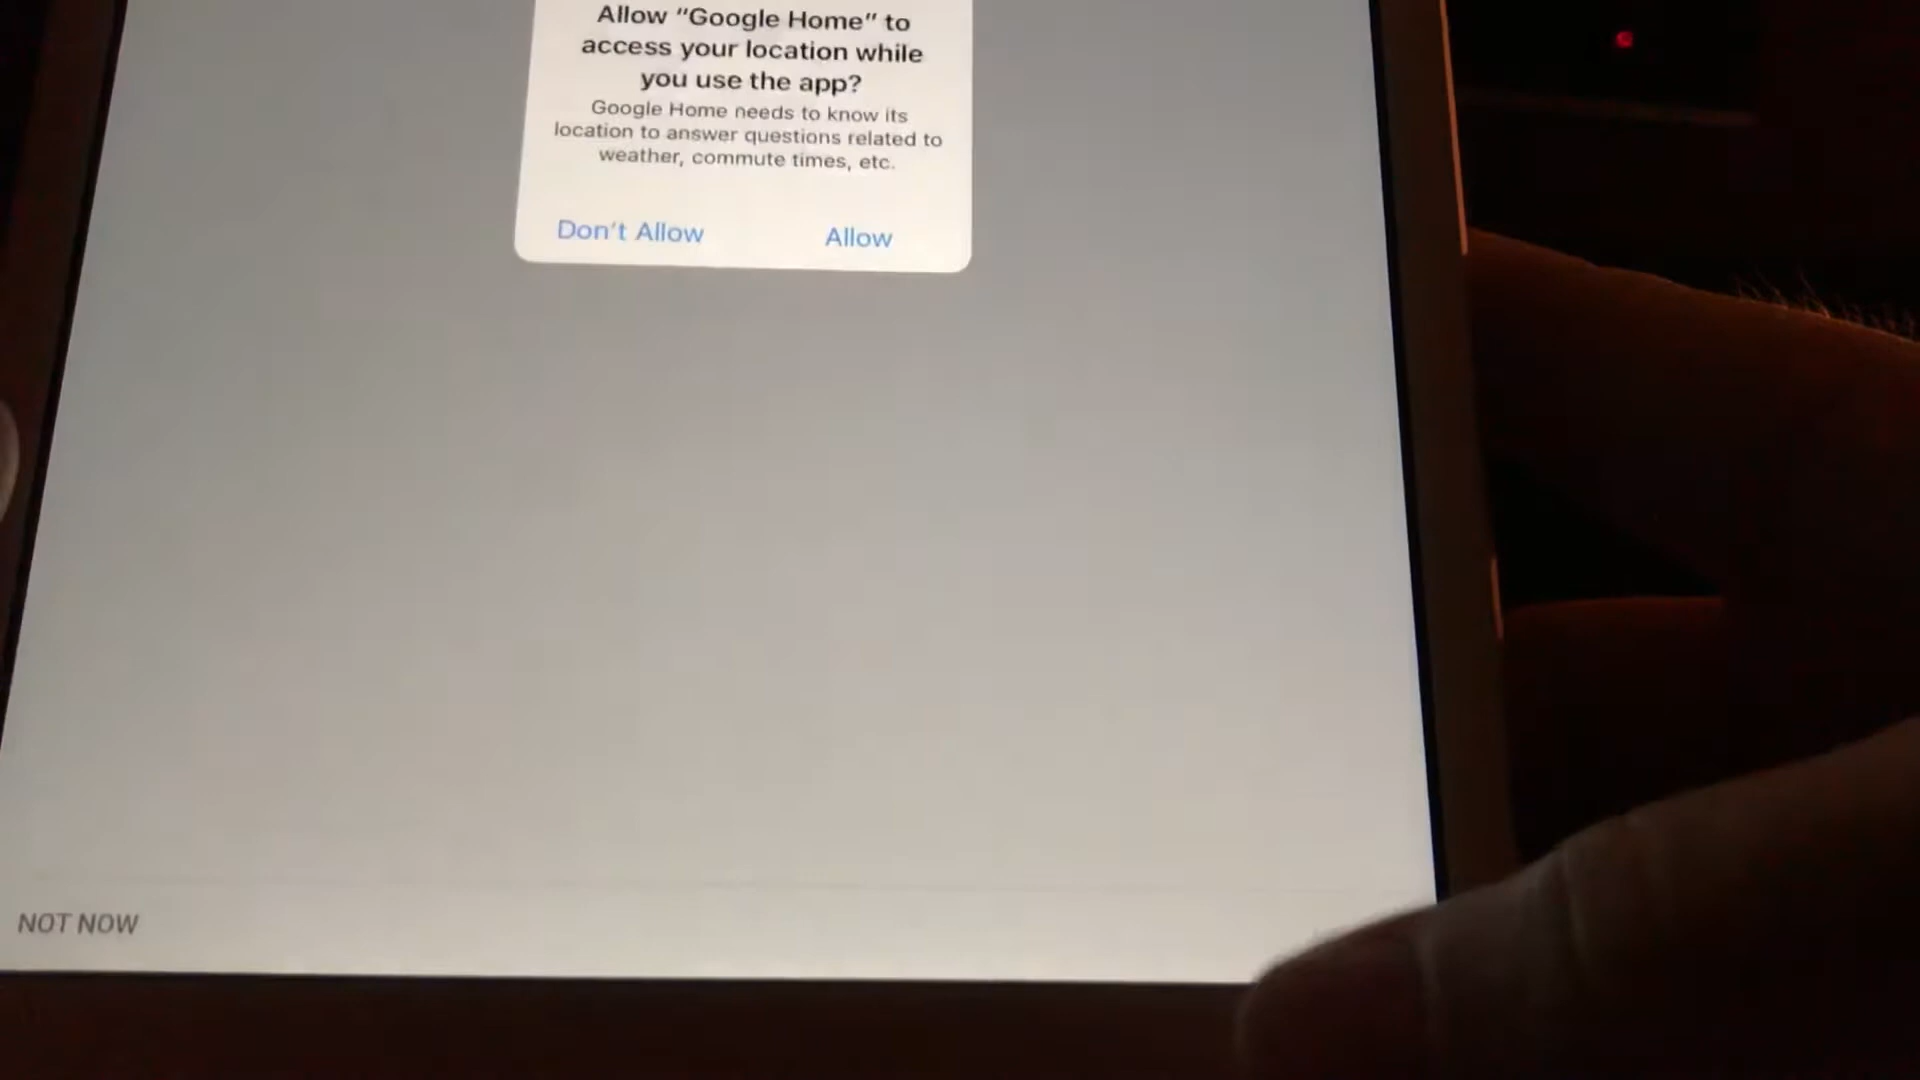 Allow “Google Home” to
access your location while
you use the app?
Google Home needs to know its
location to answer questions related to
weather, commute times, etc.
Don’t Allow
Allow
NOT NOW